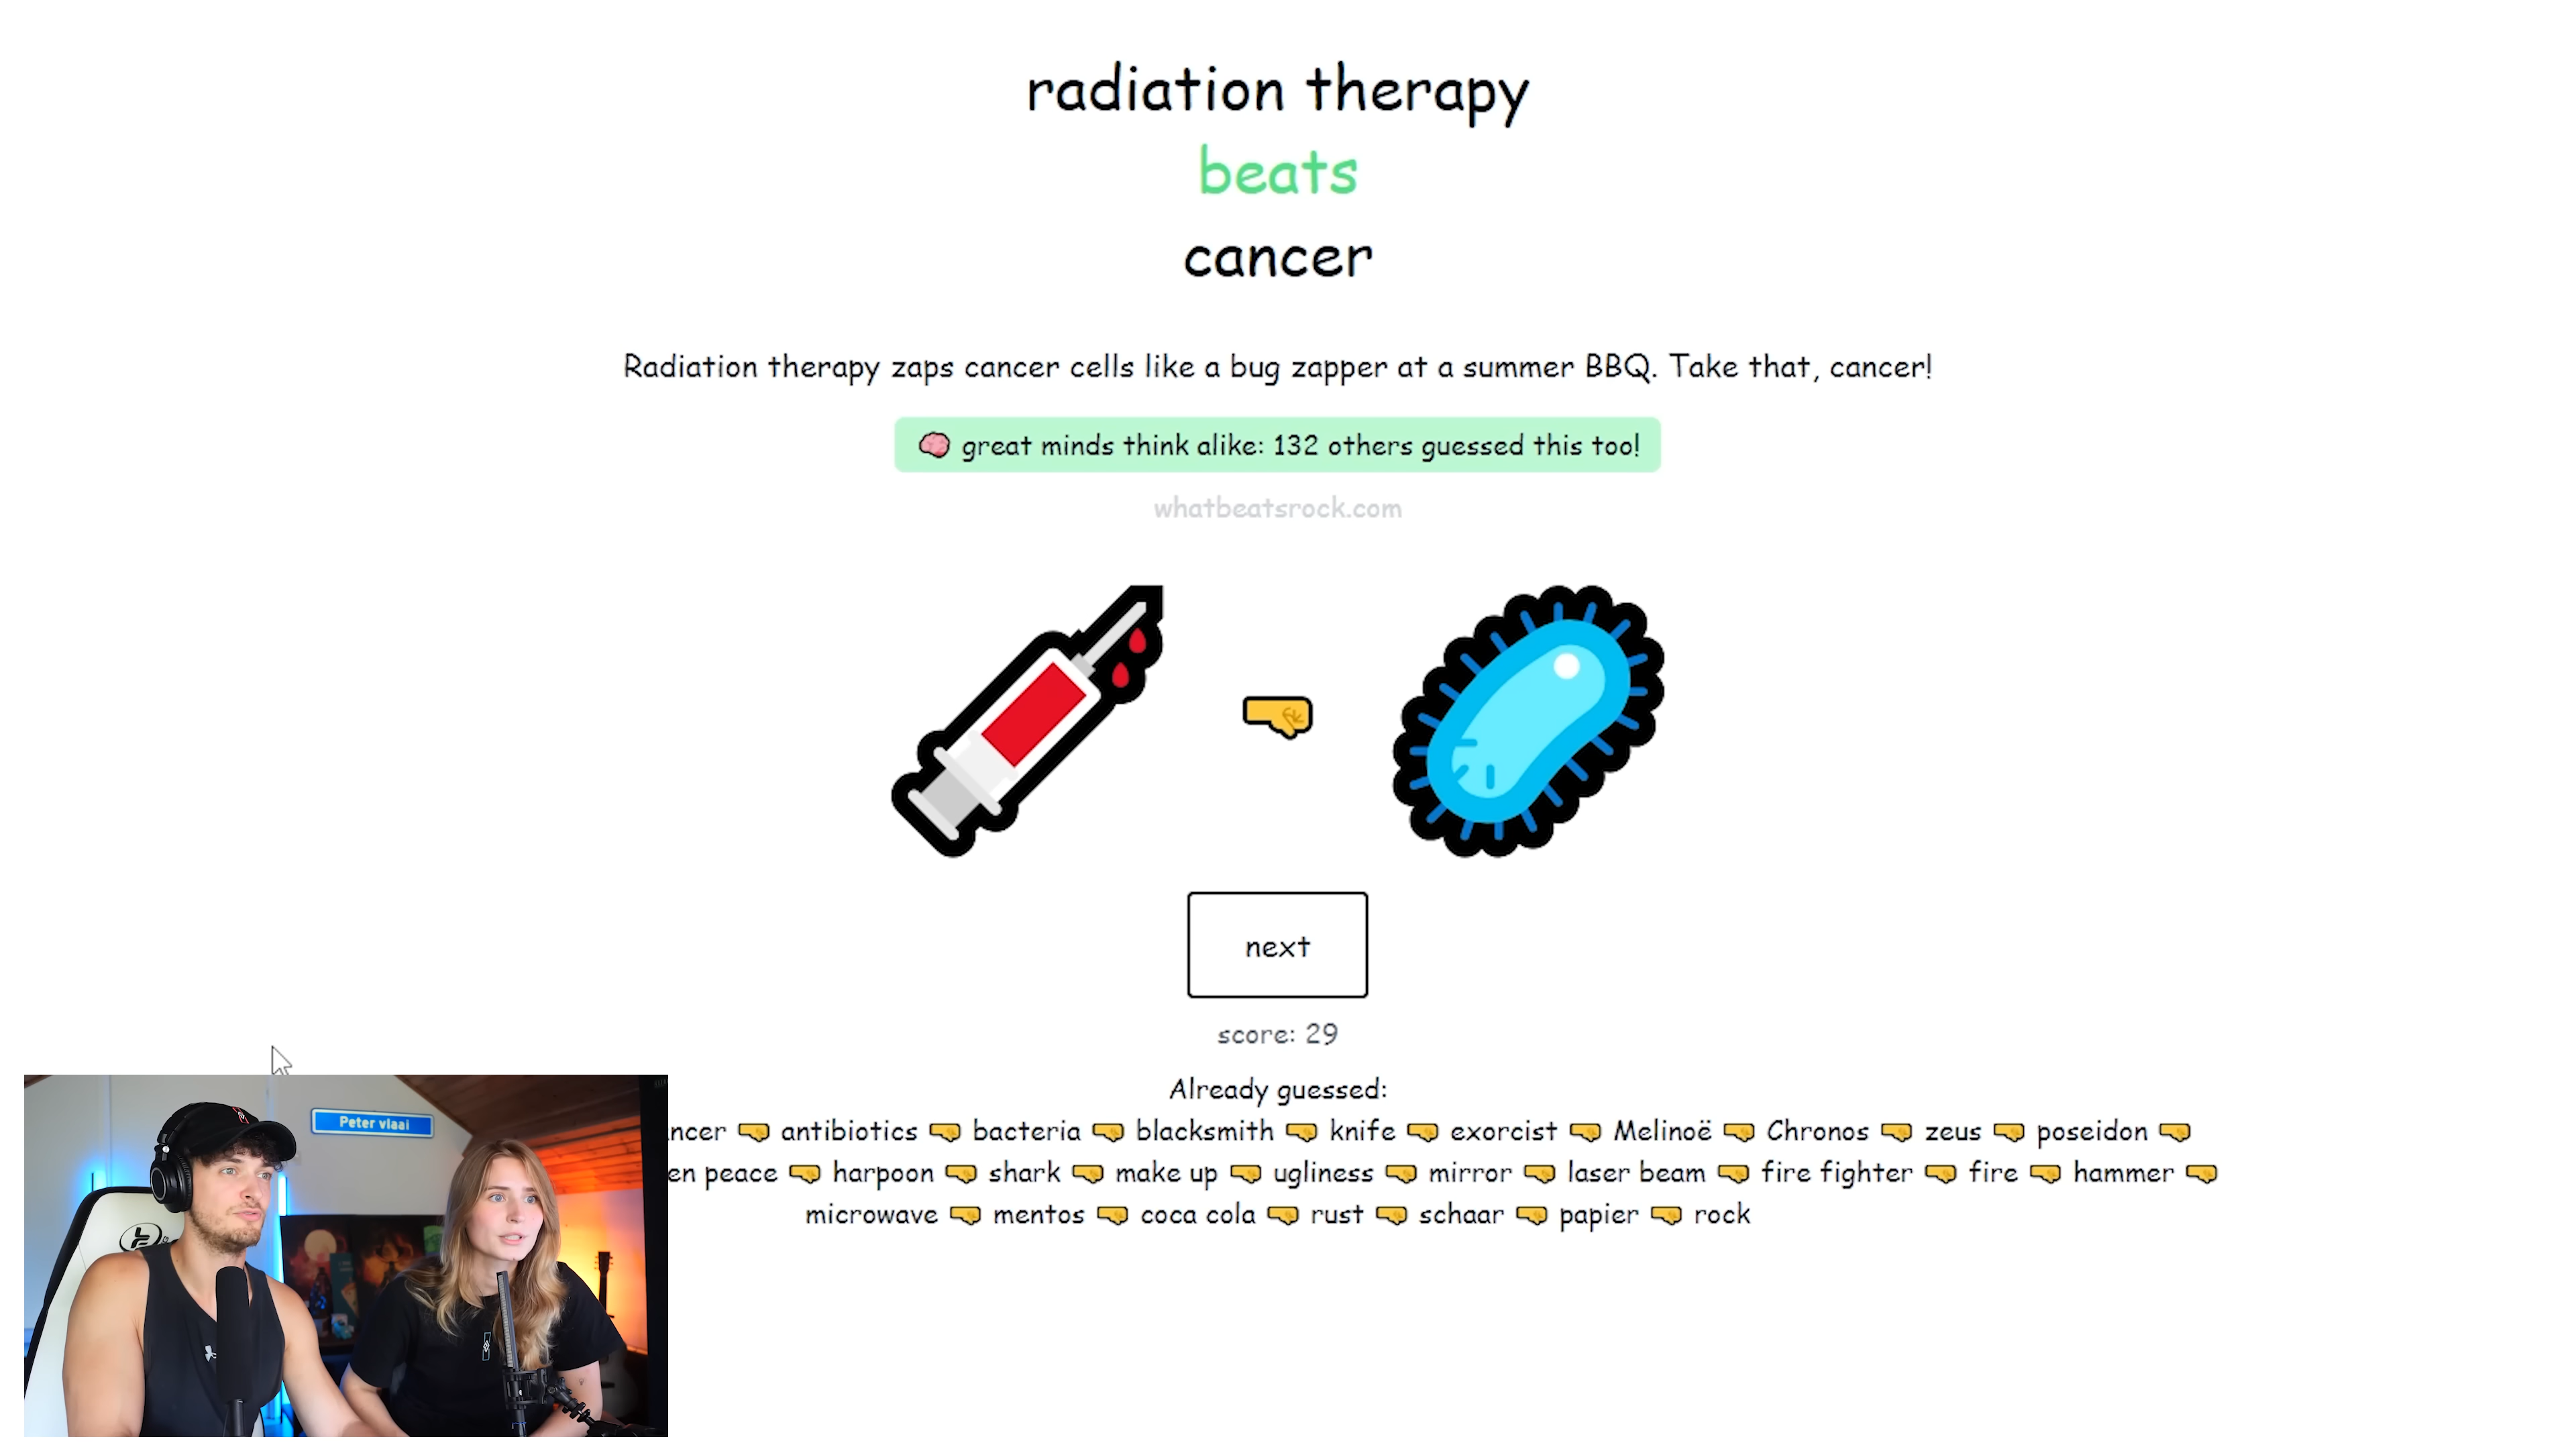 radiation therapy
beats
cancer
Radiation therapy zaps cancer cells like a bug zapper at a summer BBQ. Take that, cancer!
great minds think alike: 132 others guessed this too!
whatbeatsrock.com
next
score: 29
Already guessed:
ncer antibiotics bacteria blacksmith knife exorcist Melinoë Chronos zeus poseidon
en peace harpoon shark make up ugliness mirror laser beam fire fighter fire hammer
microwave mentos coca cola rust schaar papier rock
Peter vlaai